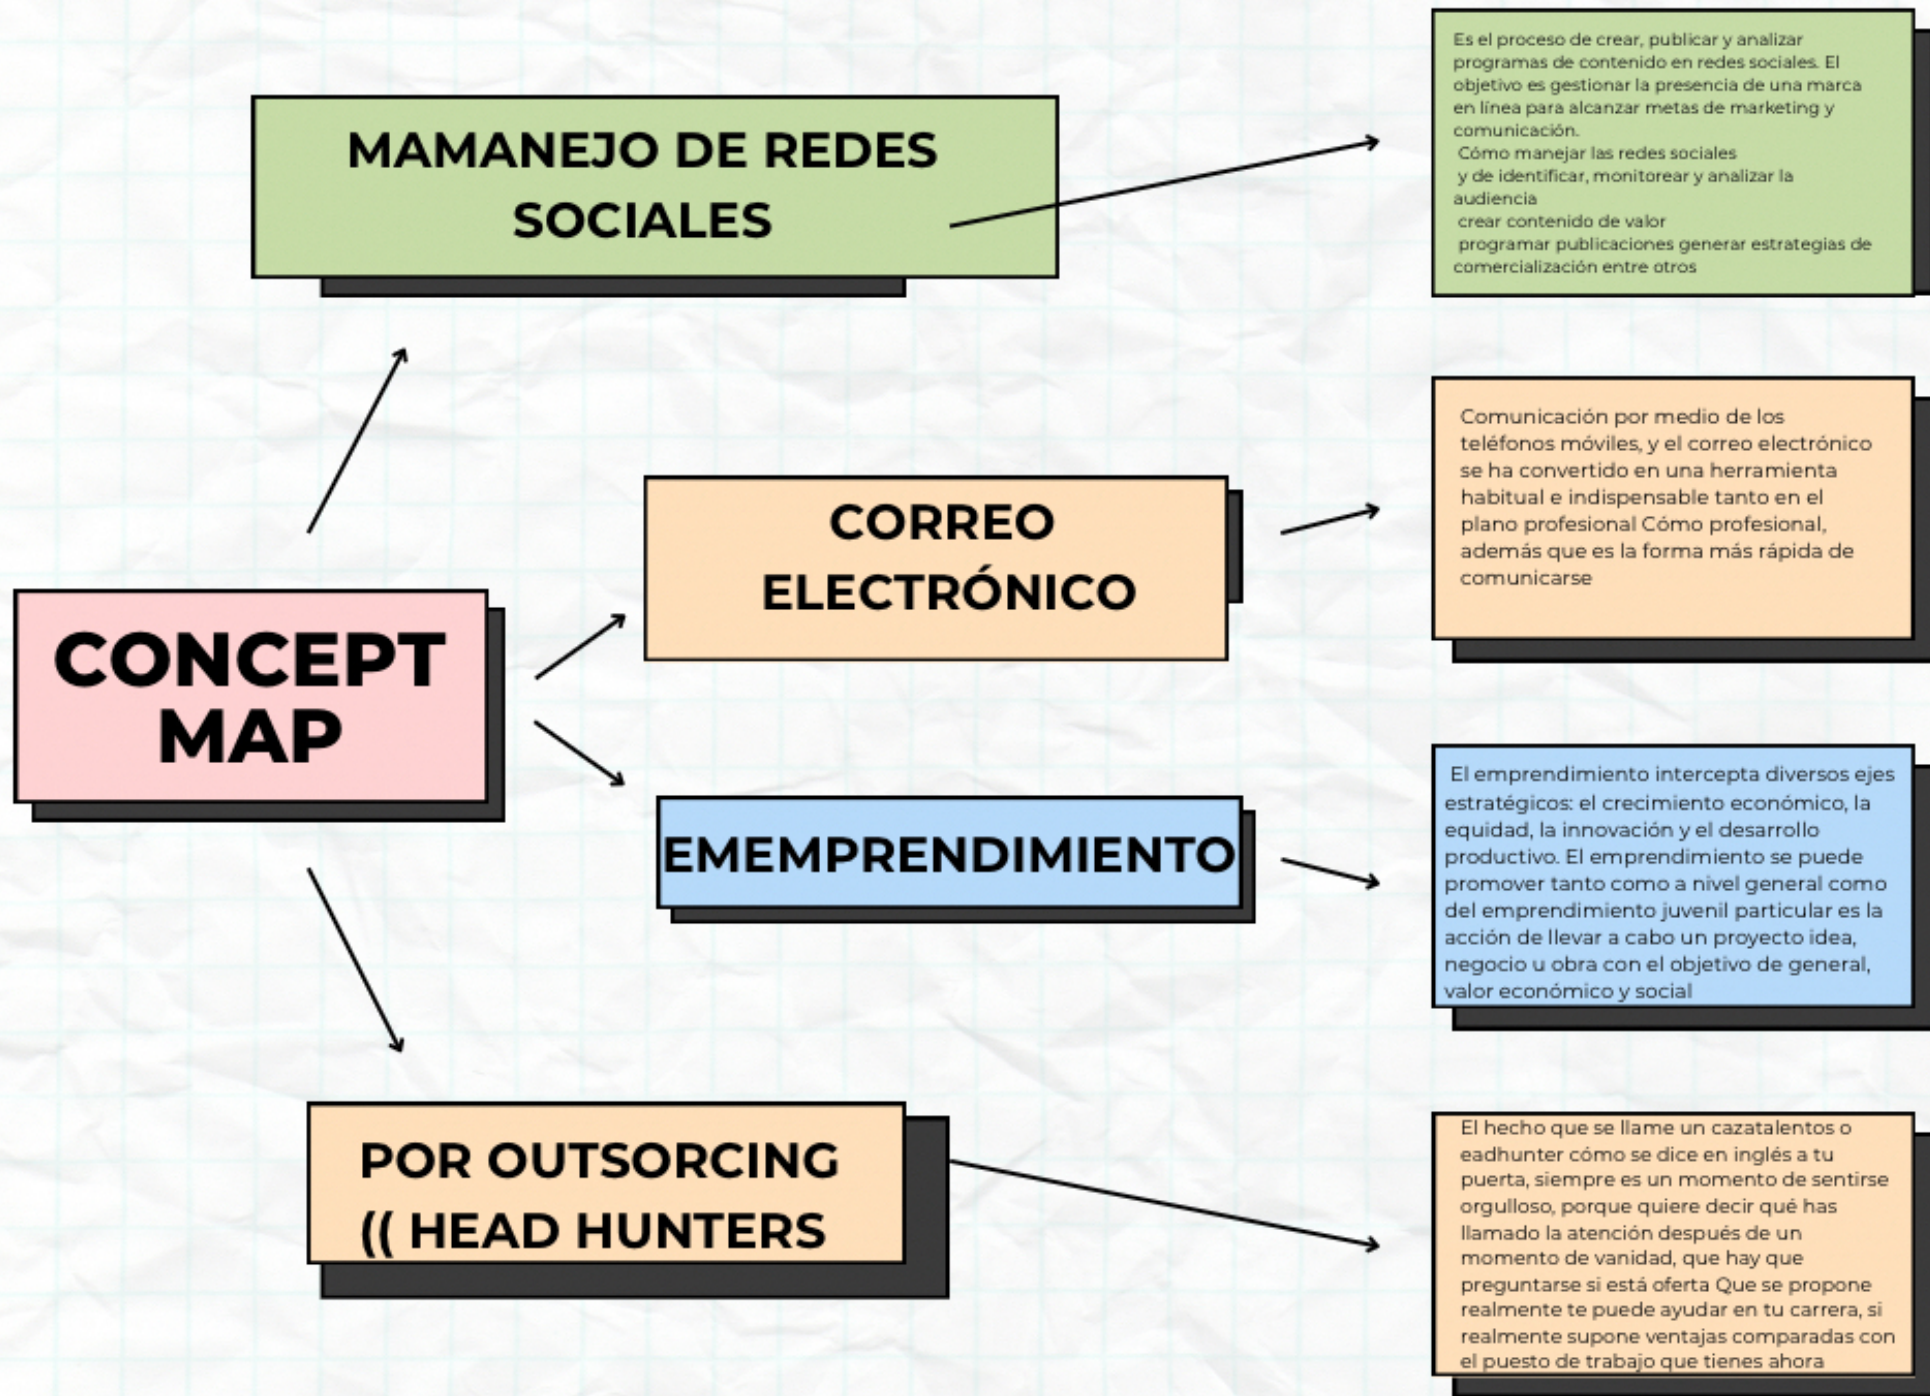 MAMANEJO DE REDES
SOCIALES
Es el proceso de crear, publicar y analizar
programas de contenido en redes sociales. El
objetivo es gestionar la presencia de una marca
en línea para alcanzar metas de marketing y
comunicación.
Cómo manejar las redes sociales
y de identificar, monitorear y analizar la
audiencia
crear contenido de valor
programar publicaciones generar estrategias de
comercialización entre otros
CORREO
ELECTRÓNICO
Comunicación por medio de los
teléfonos móviles, y el correo electrónico
se ha convertido en una herramienta
habitual e indispensable tanto en el
plano profesional Cómo profesional,
además que es la forma más rápida de
comunicarse
CONCEPT
MAP
EMEMPRENDIMIENTO
El emprendimiento intercepta diversos ejes
estratégicos: el crecimiento económico, la
equidad, la innovación y el desarrollo
productivo. El emprendimiento se puede
promover tanto como a nivel general como
del emprendimiento juvenil particular es la
acción de llevar a cabo un proyecto idea,
negocio u obra con el objetivo de general,
valor económico y social
POR OUTSORCING
(( HEAD HUNTERS
El hecho que se llame un cazatalentos o
eadhunter cómo se dice en inglés a tu
puerta, siempre es un momento de sentirse
orgulloso, porque quiere decir qué has
llamado la atención después de un
momento de vanidad, que hay que
preguntarse si está oferta Que se propone
realmente te puede ayudar en tu carrera, si
realmente supone ventajas comparadas con
el puesto de trabajo que tienes ahora